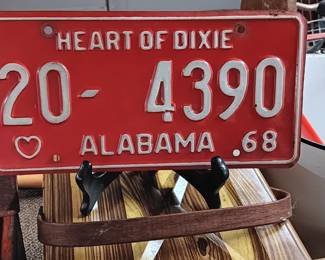 HEART OF DIXIE
20-4390
ALABAMA .68